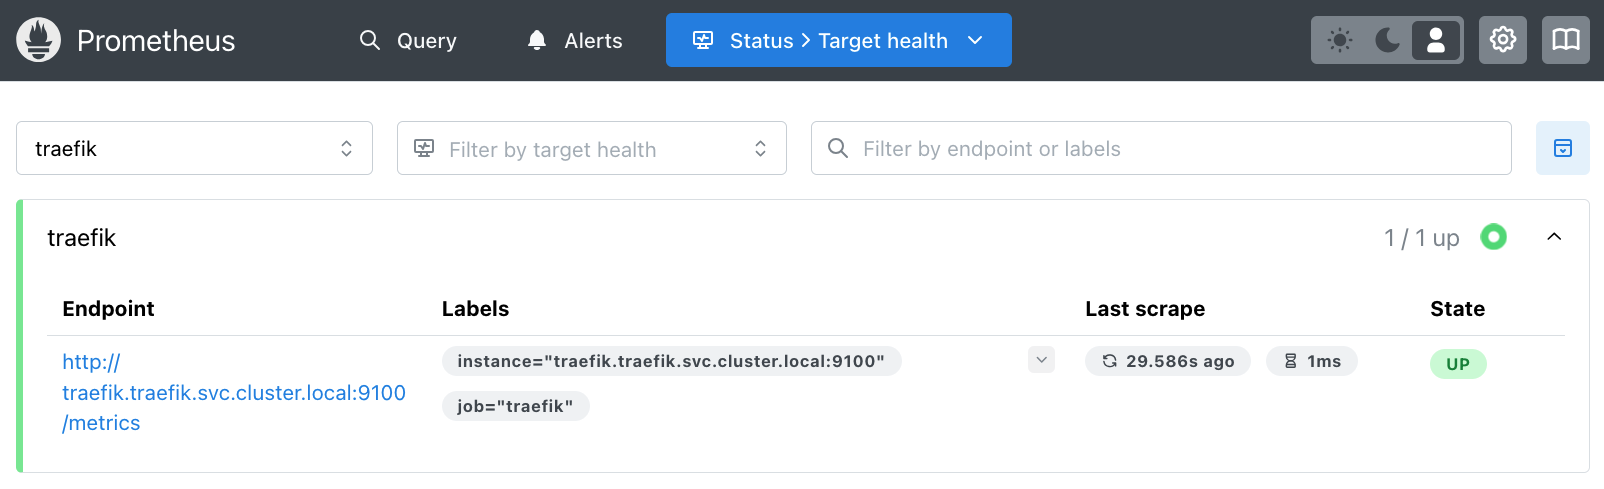 Prometheus
Query
Alerts
Status > Target health
traefik
Filter by target health
Filter by endpoint or labels
traefik
1 / 1 up
Endpoint
Labels
Last scrape
State
http://
traefik.traefik.svc.cluster.local:9100
/metrics
instance="traefik.traefik.svc.cluster.local:9100"
job="traefik"
29.586s ago
1ms
UP